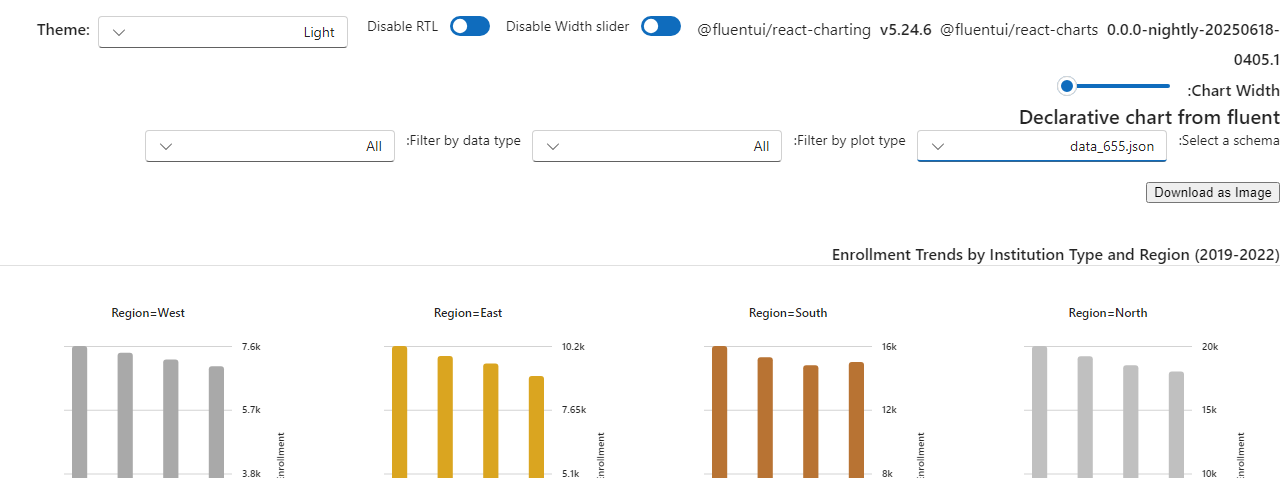 Theme: Light Disable RTL Disable Width slider @fluentui/react-charting v5.24.6 @fluentui/react-charts 0.0.0-nightly-20250618-
0405.1
:Chart Width
Declarative chart from fluent
All :Filter by data type All :Filter by plot type data_655.json :Select a schema
Download as Image
Enrollment Trends by Institution Type and Region (2019-2022)
Region=West Region=East Region=South Region=North
7.6k 10.2k 16k 20k
5.7k 7.65k 12k 15k
3.8k 5.1k 8k 10k
Enrollment Enrollment Enrollment Enrollment